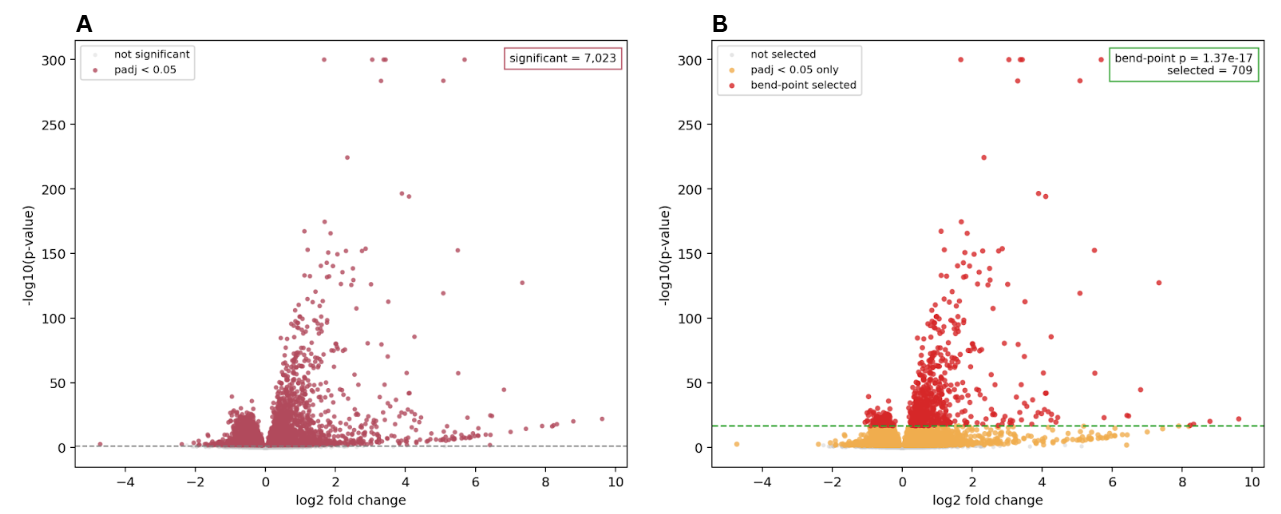 A
not significant
padj < 0.05
significant = 7,023
300
250
200
150
100
50
0
-log10(p-value)
−4
−2
0
2
4
6
8
10
log2 fold change
B
not selected
padj < 0.05 only
bend-point selected
bend-point p = 1.37e-17
selected = 709
300
250
200
150
100
50
0
-log10(p-value)
−4
−2
0
2
4
6
8
10
log2 fold change